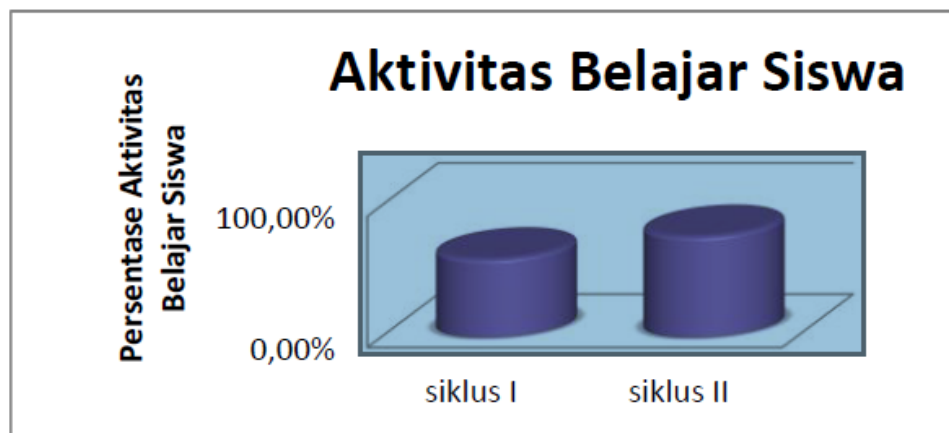 Aktivitas Belajar Siswa
Persentase Aktivitas
Belajar Siswa
100,00%
0,00%
siklus I
siklus II